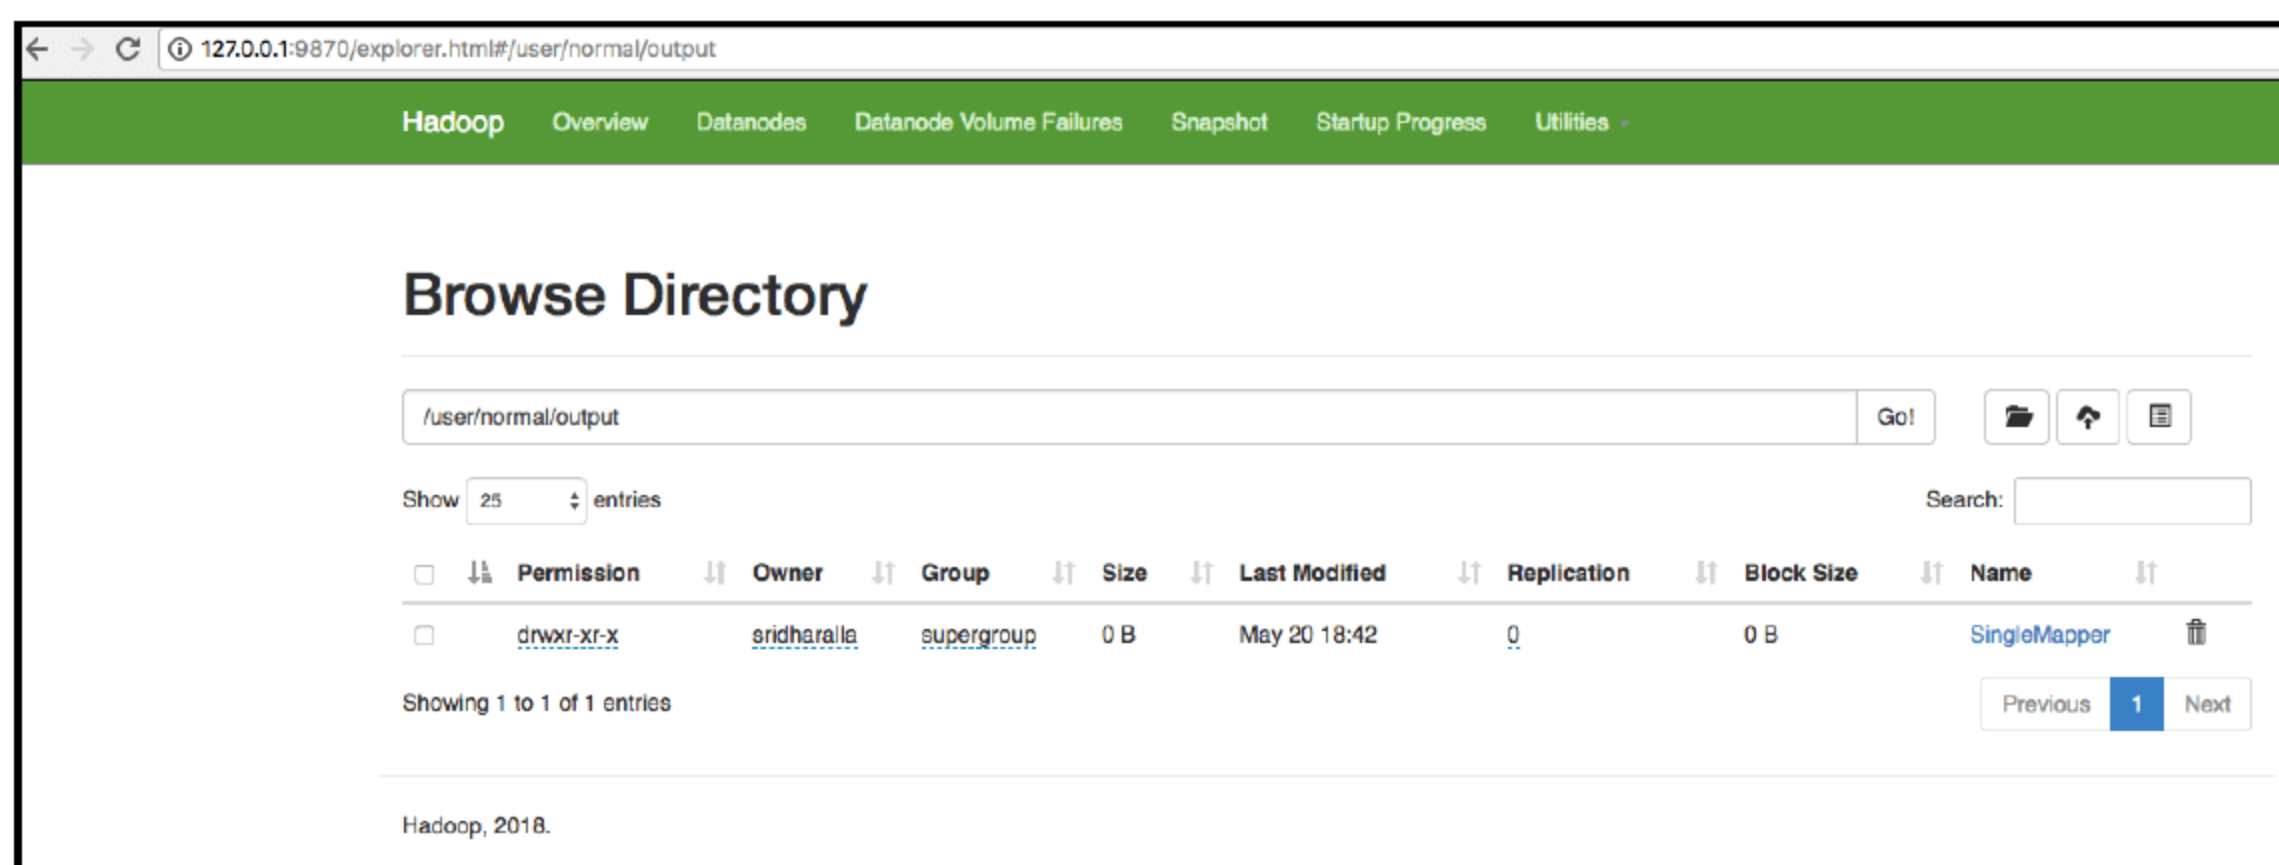 127.0.0.1:9870/explorer.html#/user/normal/output
Hadoop Overview Datanodes Datanode Volume Failures Snapshot Startup Progress Utilities
Browse Directory
/user/normal/output Go!
Show 25 entries Search:
Permission Owner Group Size Last Modified Replication Block Size Name
drwxr-xr-x sridharalla supergroup 0 B May 20 18:42 0 0 B SingleMapper
Showing 1 to 1 of 1 entries Previous 1 Next
Hadoop, 2018.